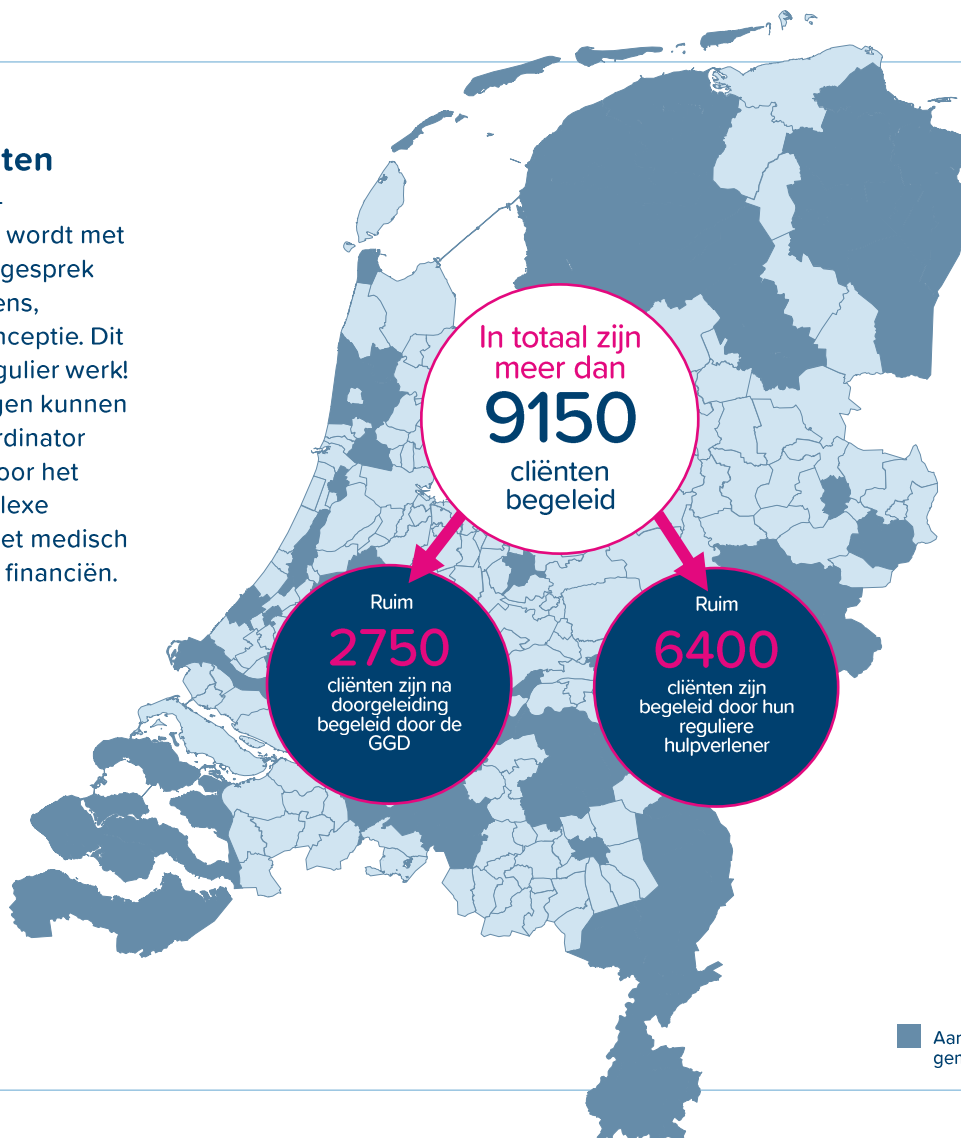 ten
wordt met
gesprek
ens,
nceptie. Dit
gulier werk!
gen kunnen
rdinator
oor het
lexe
et medisch
financiën.
In totaal zijn
meer dan
9150
cliënten
begeleid
Ruim
2750
cliënten zijn na
doorgeleiding
begeleid door de
GGD
Ruim
6400
cliënten zijn
begeleid door hun
reguliere
hulpverlener
Aan
gem